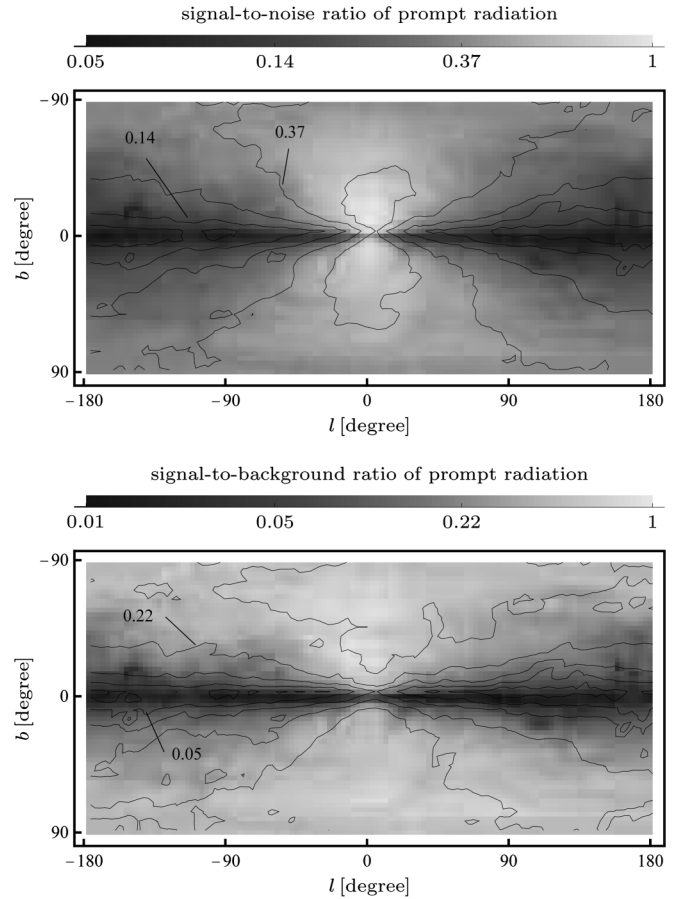 signal-to-noise ratio of prompt radiation
0.05 0.14 0.37 1
−90
0.14 0.37
0
b [degree]
90
−180 −90 0 90 180
l [degree]
signal-to-background ratio of prompt radiation
0.01 0.05 0.22 1
−90
0.22
0
b [degree]
0.05
90
−180 −90 0 90 180
l [degree]